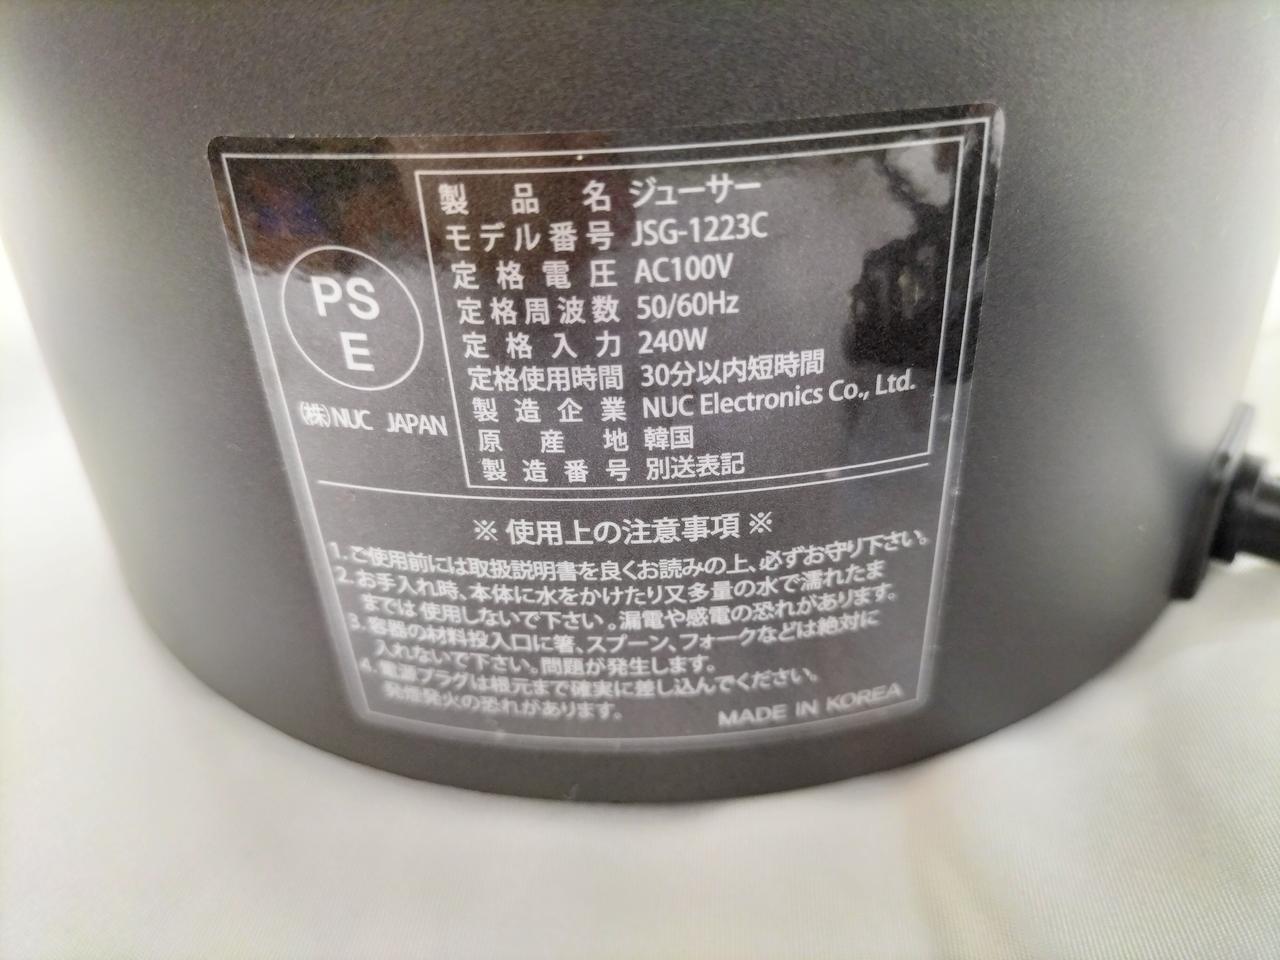 PS
E
(株)NUC JAPAN
製品名 ジューサー
モデル番号 JSG-1223C
定格電圧 AC100V
定格周波数 50/60Hz
定格入力 240W
定格使用時間 30分以内短時間
製造企業 NUC Electronics Co., Ltd.
原産地 韓国
製造番号 別送表記
※ 使用上の注意事項 ※
1. ご使用前には取扱説明書を良くお読みの上、必ずお守り下さい。
2. お手入れ時、本体に水をかけたり又多量の水で濡れたま
までは使用しないで下さい。漏電や感電の恐れがあります。
3. 容器の材料投入口に箸、スプーン、フォークなどは絶対に
入れないで下さい。問題が発生します。
4. 電源プラグは根元まで確実に差し込んでください。
発煙発火の恐れがあります。
MADE IN KOREA